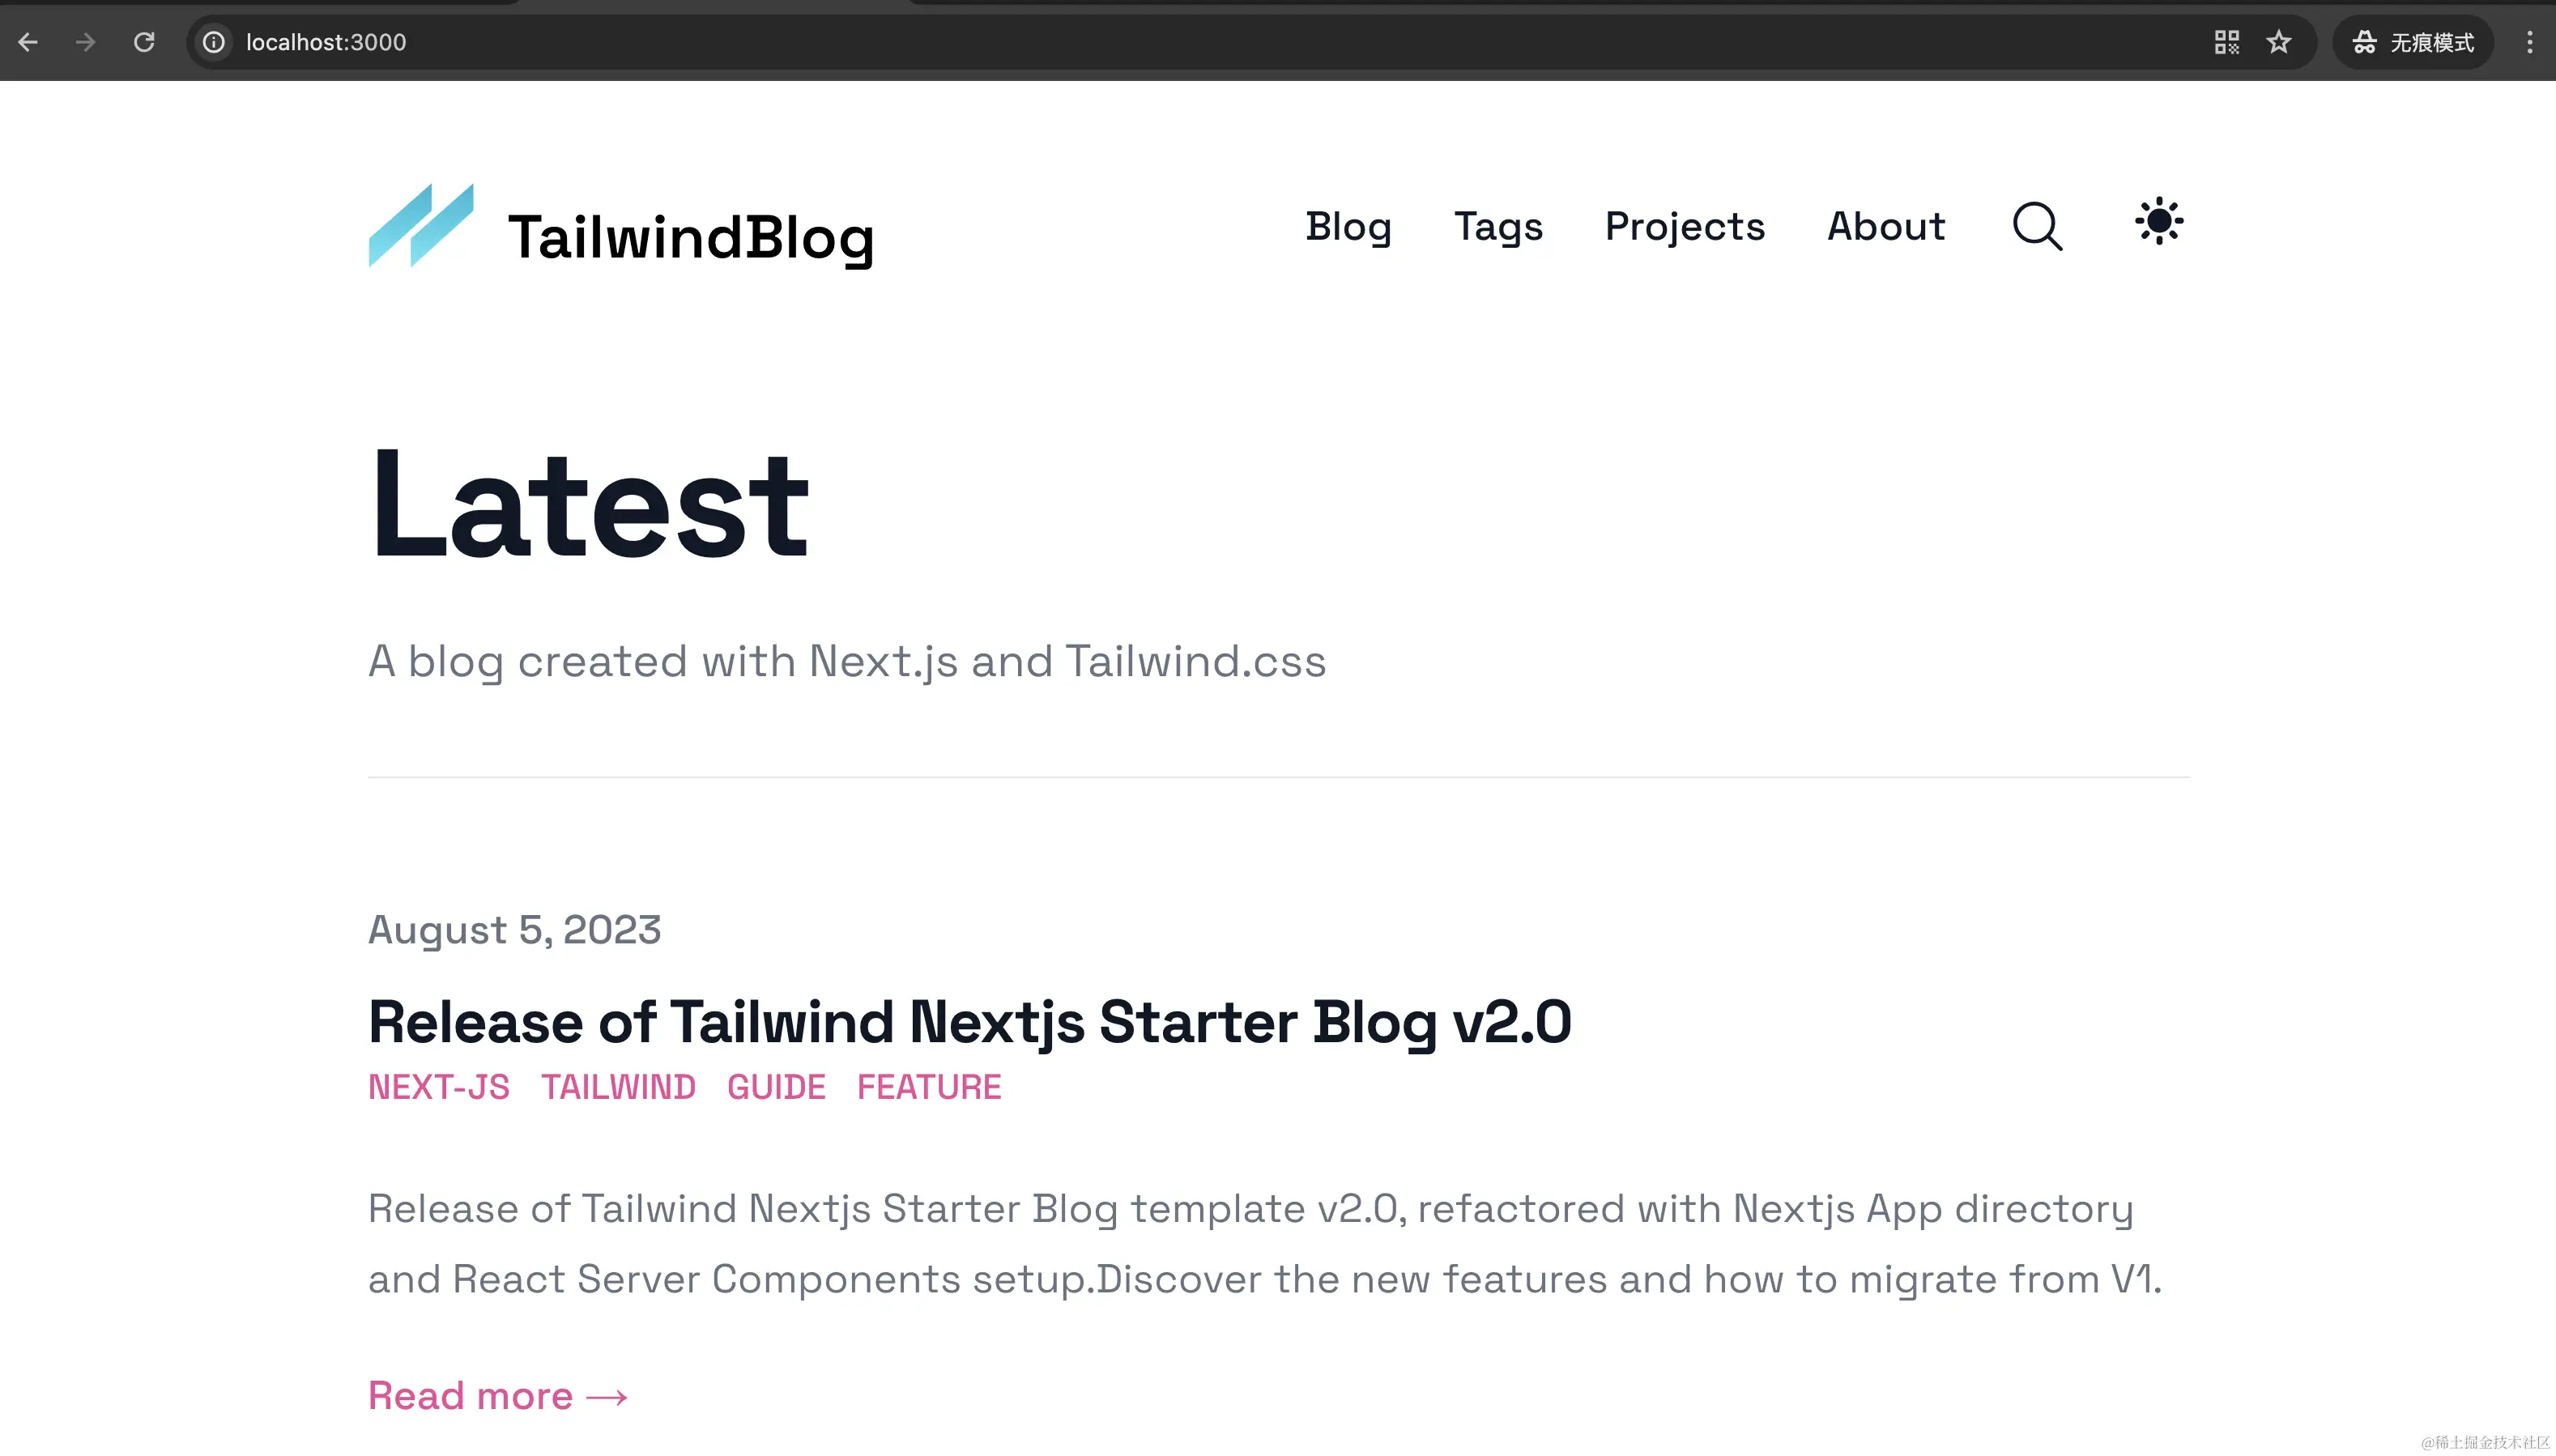 localhost:3000
无痕模式
TailwindBlog
Blog Tags Projects About
Latest
A blog created with Next.js and Tailwind.css
August 5, 2023
Release of Tailwind Nextjs Starter Blog v2.0
NEXT-JS TAILWIND GUIDE FEATURE
Release of Tailwind Nextjs Starter Blog template v2.0, refactored with Nextjs App directory
and React Server Components setup.Discover the new features and how to migrate from V1.
Read more →
@稀土掘金技术社区